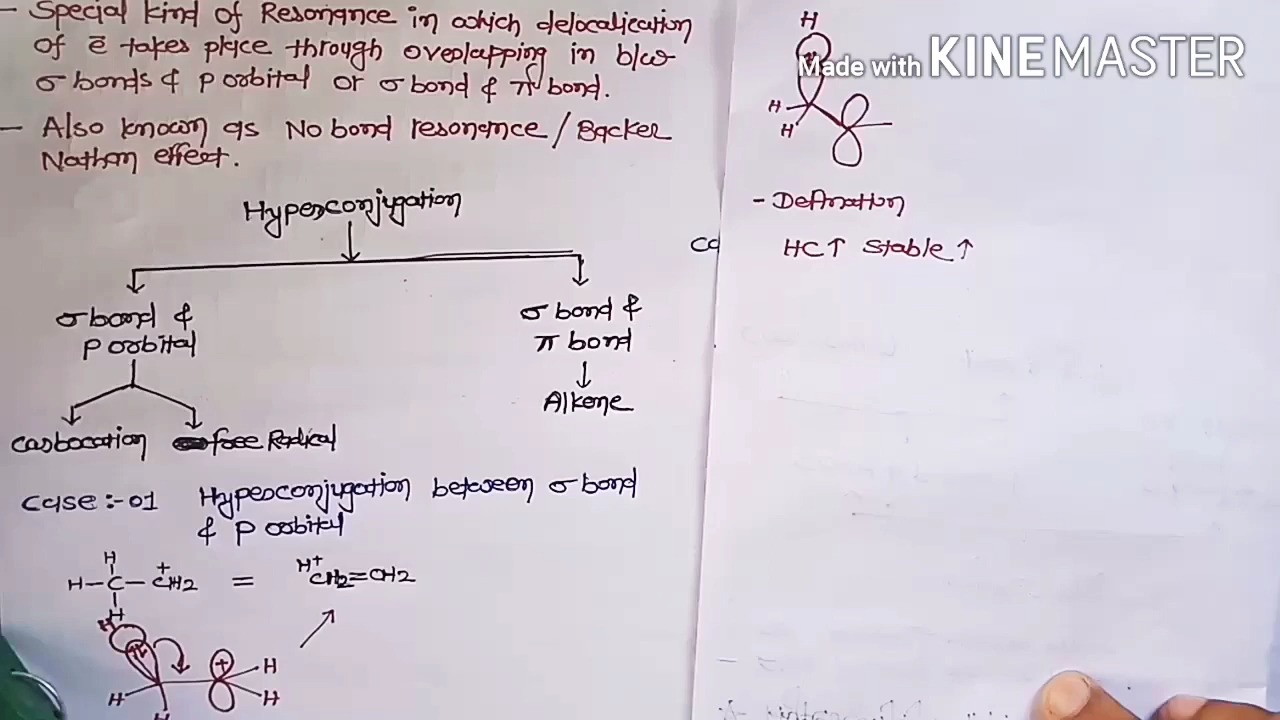 - Special kind of Resonance in which delocalication
of ē takes place through overlapping in b/w
σ bonds & p orbital or σ bond & π bond.
- Also known as No bond resonance / Backer
Nathan effect.
Hyperconjugation
σ bond &
p orbital
σ bond &
π bond
Alkene
carbocation free Radical
Case :- 01 Hyperconjugation between σ bond
& P orbital
H
H-C-CH2 = CH2=CH2
+ H+
H
H
+
H
H
H
H
H
Made with KINEMASTER
H
H
- Defination
HC↑ Stable ↑